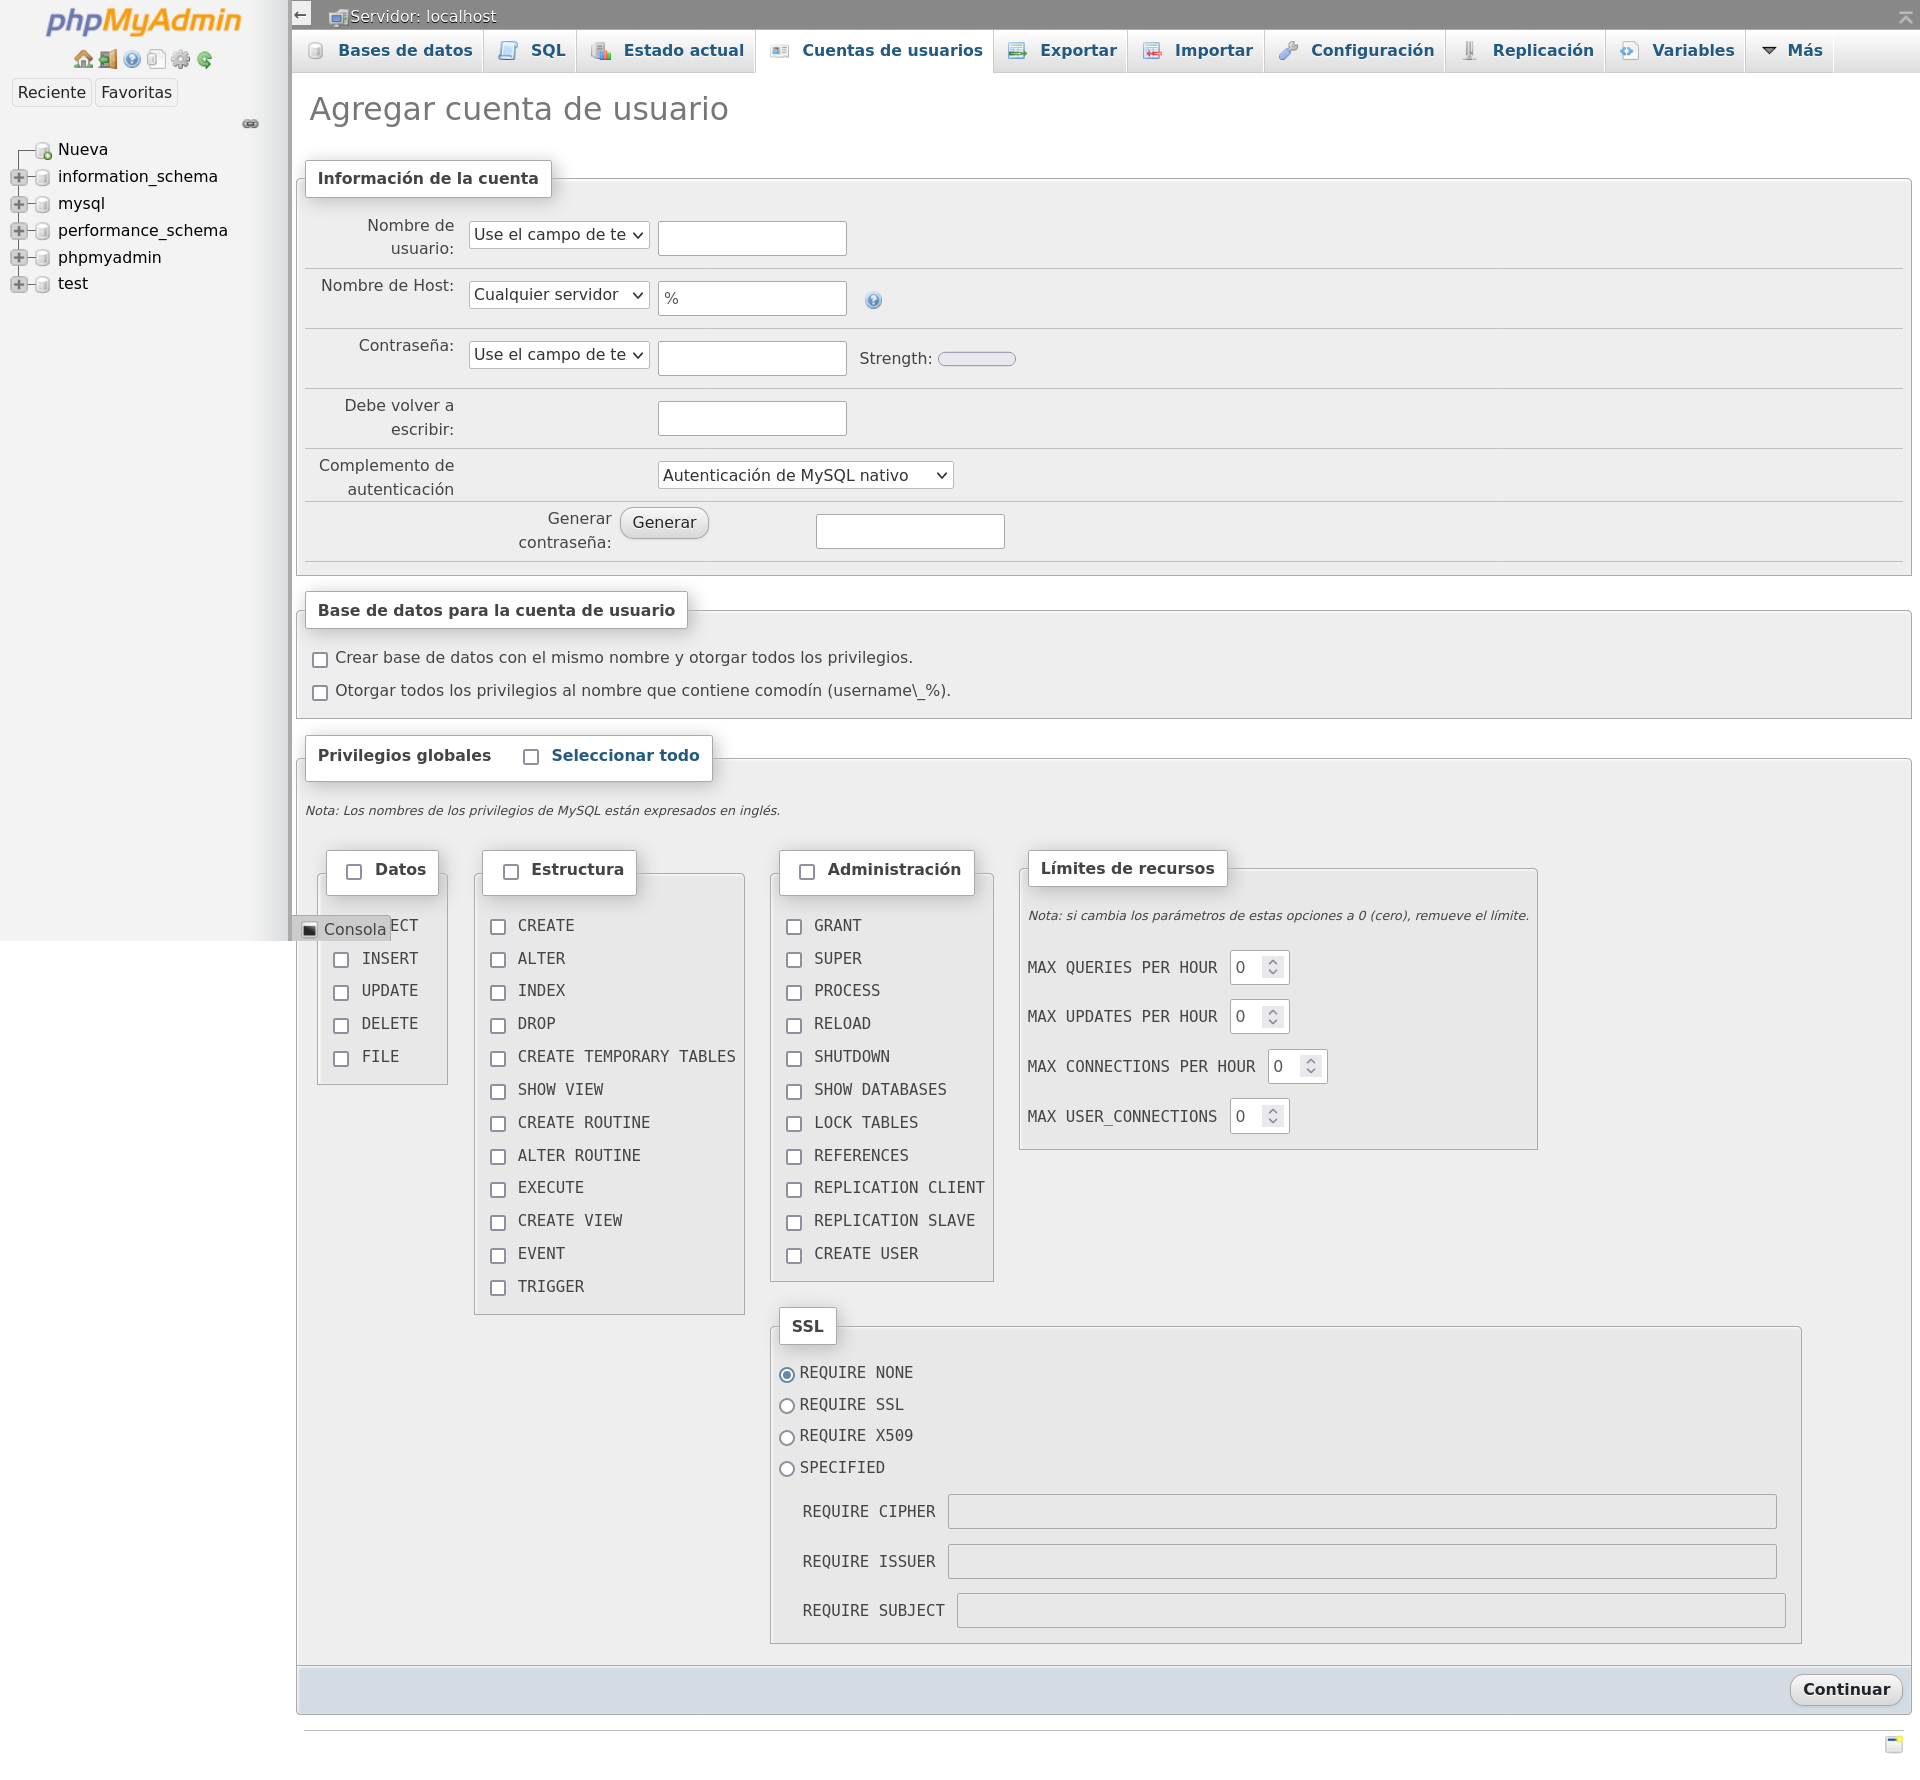 phpMyAdmin
Reciente Favoritas
Nueva
information_schema
mysql
performance_schema
phpmyadmin
test
Servidor: localhost
Bases de datos SQL Estado actual Cuentas de usuarios Exportar Importar Configuración Replicación Variables Más
Agregar cuenta de usuario
Información de la cuenta
Nombre de
usuario:
Use el campo de te
Nombre de Host: Cualquier servidor %
Contraseña: Use el campo de te Strength:
Debe volver a
escribir:
Complemento de
autenticación
Autenticación de MySQL nativo
Generar
contraseña:
Generar
Base de datos para la cuenta de usuario
Crear base de datos con el mismo nombre y otorgar todos los privilegios.
Otorgar todos los privilegios al nombre que contiene comodín (username\_%).
Privilegios globales Seleccionar todo
Nota: Los nombres de los privilegios de MySQL están expresados en inglés.
Datos
ECT
INSERT
UPDATE
DELETE
FILE
Consola
Estructura
CREATE
ALTER
INDEX
DROP
CREATE TEMPORARY TABLES
SHOW VIEW
CREATE ROUTINE
ALTER ROUTINE
EXECUTE
CREATE VIEW
EVENT
TRIGGER
Administración
GRANT
SUPER
PROCESS
RELOAD
SHUTDOWN
SHOW DATABASES
LOCK TABLES
REFERENCES
REPLICATION CLIENT
REPLICATION SLAVE
CREATE USER
Límites de recursos
Nota: si cambia los parámetros de estas opciones a 0 (cero), remueve el límite.
MAX QUERIES PER HOUR 0
MAX UPDATES PER HOUR 0
MAX CONNECTIONS PER HOUR 0
MAX USER_CONNECTIONS 0
SSL
REQUIRE NONE
REQUIRE SSL
REQUIRE X509
SPECIFIED
REQUIRE CIPHER
REQUIRE ISSUER
REQUIRE SUBJECT
Continuar